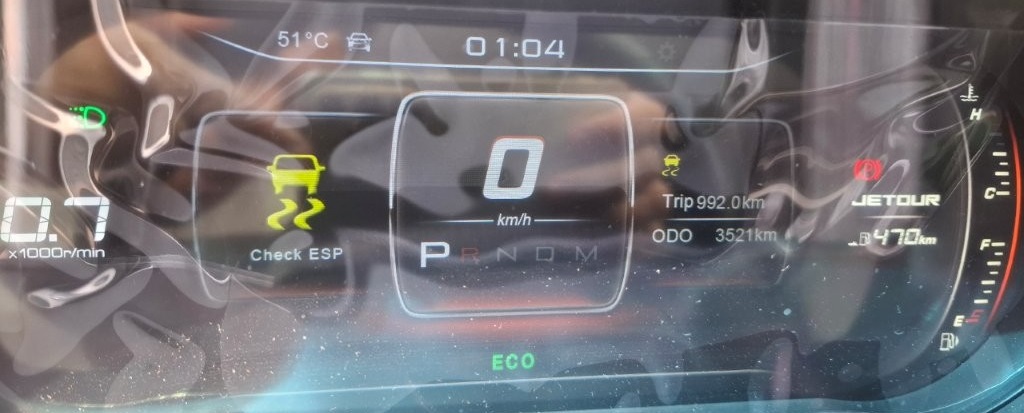 51°C 01:04
H
0
C
0.7
x1000r/min
km/h
Trip 992.0km
JETOUR
Check ESP
P R N D M
ODO 3521km
470km
F
E
ECO